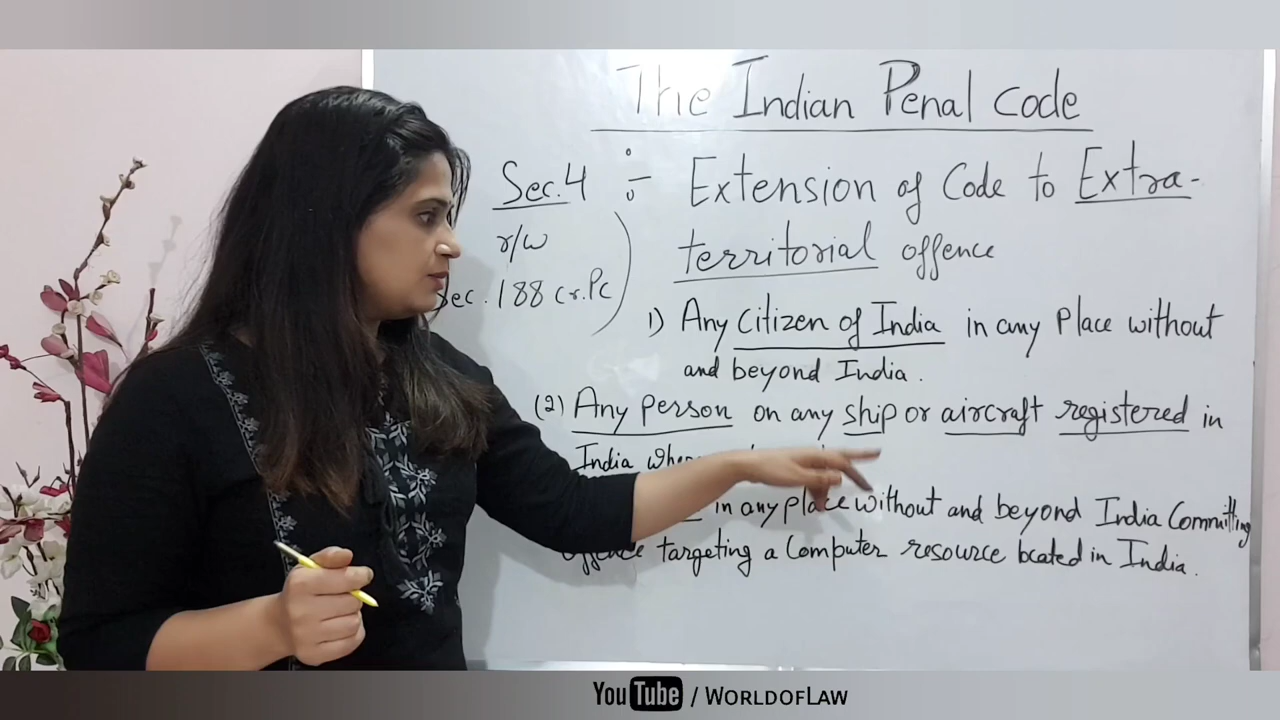 The Indian Penal Code
Sec. 4 ÷ Extension of Code to Extra-
r/w territorial offence
Sec. 188 Cr.Pc
1) Any Citizen of India in any Place without
and beyond India.
(2) Any person on any ship or aircraft registered in
India
in any place without and beyond India Committing
offence targeting a Computer resource located in India.
YouTube / WorldofLaw